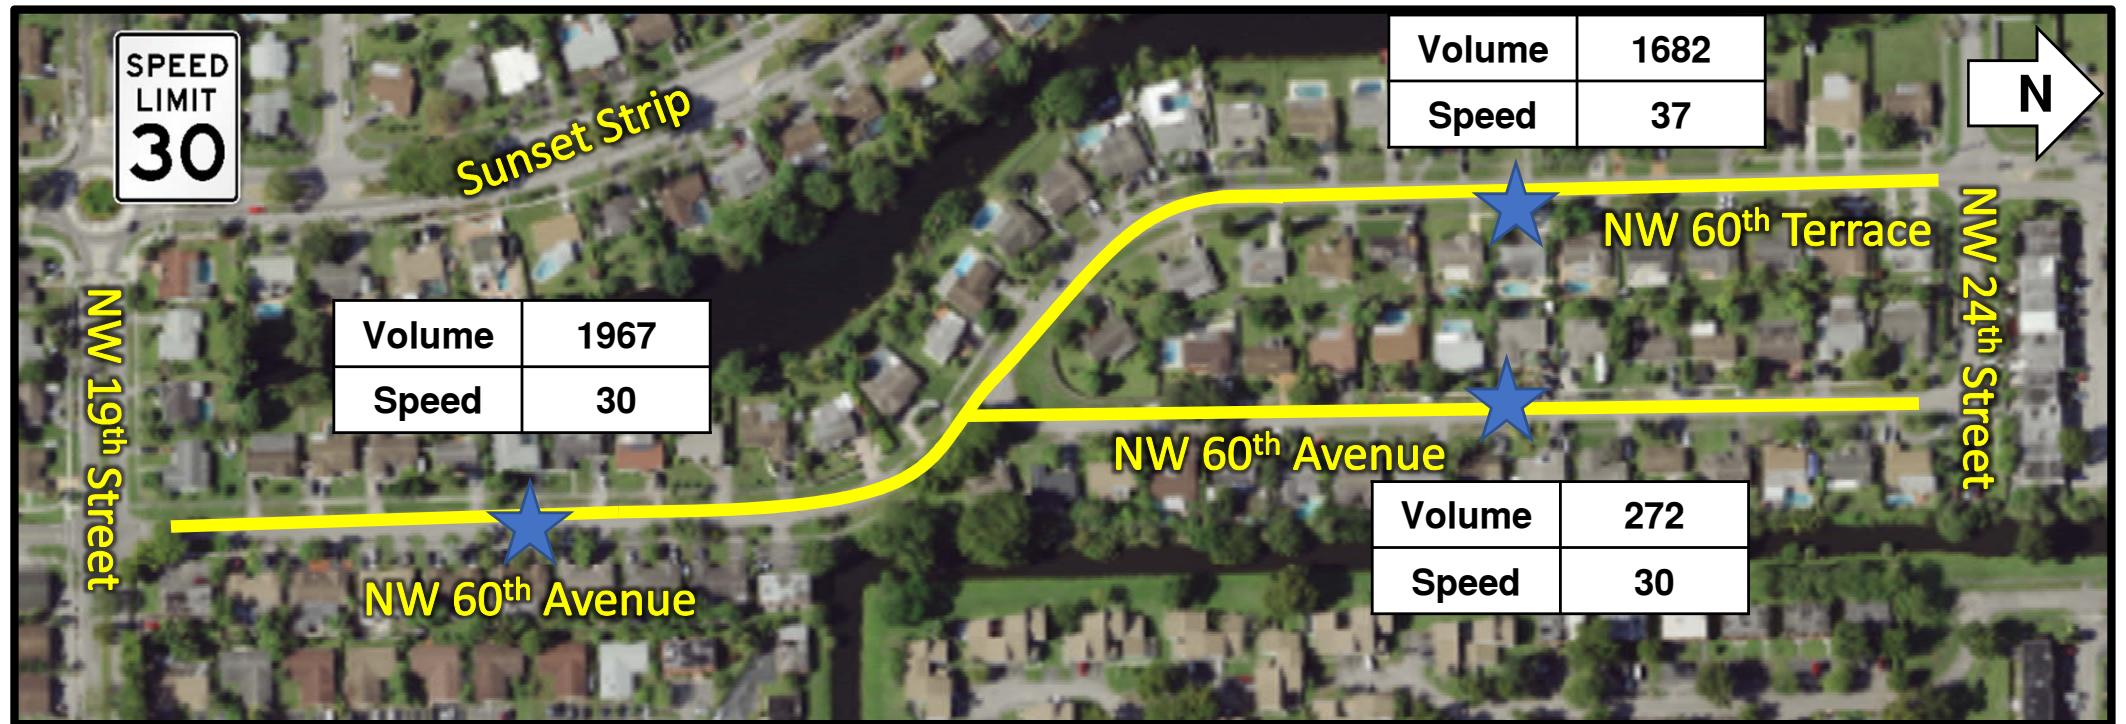 SPEED
LIMIT
30
Sunset Strip
Volume 1682
Speed 37
N
NW 60th Terrace
NW 24th Street
NW 19th Street
Volume 1967
Speed 30
NW 60th Avenue
NW 60th Avenue
Volume 272
Speed 30